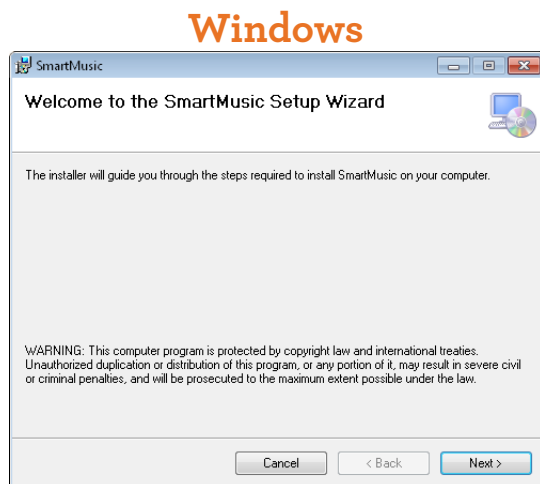 Windows
SmartMusic
Welcome to the SmartMusic Setup Wizard
The installer will guide you through the steps required to install SmartMusic on your computer.
WARNING: This computer program is protected by copyright law and international treaties.
Unauthorized duplication or distribution of this program, or any portion of it, may result in severe civil
or criminal penalties, and will be prosecuted to the maximum extent possible under the law.
Cancel
< Back
Next >